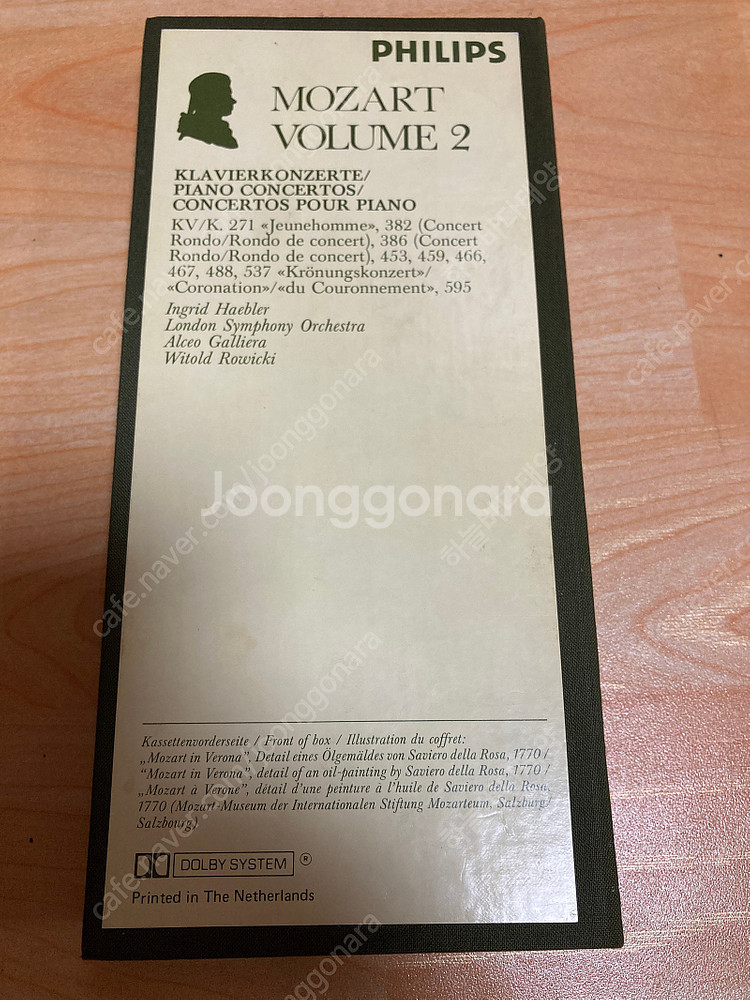 PHILIPS
MOZART
VOLUME 2
KLAVIERKONZERTE/
PIANO CONCERTOS/
CONCERTOS POUR PIANO
KV/K. 271 «Jeunehomme», 382 (Concert
Rondo/Rondo de concert), 386 (Concert
Rondo/Rondo de concert), 453, 459, 466,
467, 488, 537 «Krönungskonzert»/
«Coronation»/«du Couronnement», 595
Ingrid Haebler
London Symphony Orchestra
Alceo Galliera
Witold Rowicki
Joonggonara
cafe.naver.com/joonggonara
Kassettenvorderseite / Front of box / Illustration du coffret:
„Mozart in Verona”, Detail eines Ölgemäldes von Saviero della Rosa, 1770 /
“Mozart in Verona”, detail of an oil-painting by Saviero della Rosa, 1770 /
„Mozart à Verone”, détail d'une peinture à l'huile de Saviero della Rosa,
1770 (Mozart-Museum der Internationalen Stiftung Mozarteum, Salzburg/
Salzbourg)
DOLBY SYSTEM ®
Printed in The Netherlands